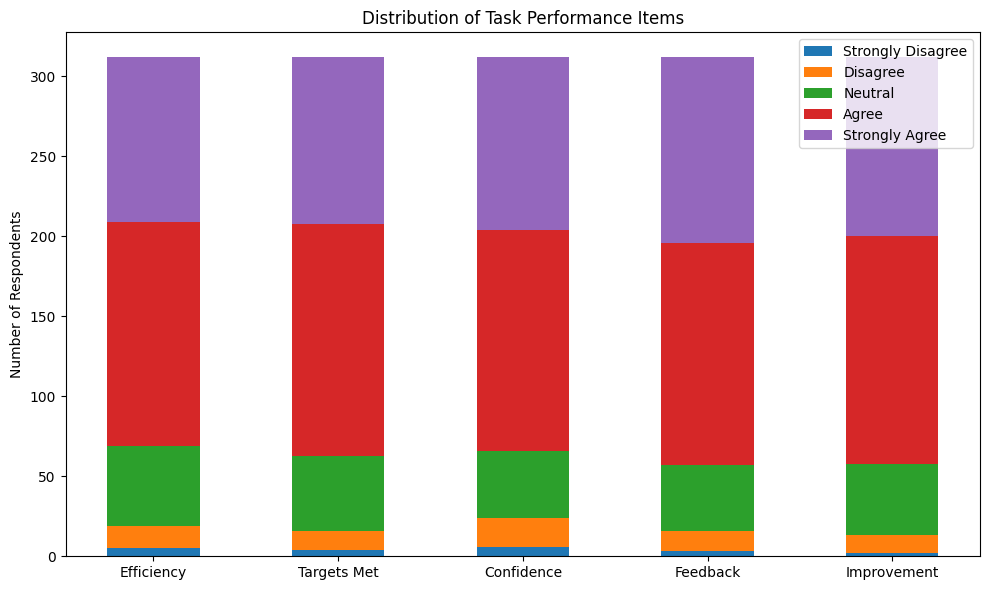 Distribution of Task Performance Items
Number of Respondents
300
250
200
150
100
50
0
Strongly Disagree
Disagree
Neutral
Agree
Strongly Agree
Efficiency
Targets Met
Confidence
Feedback
Improvement